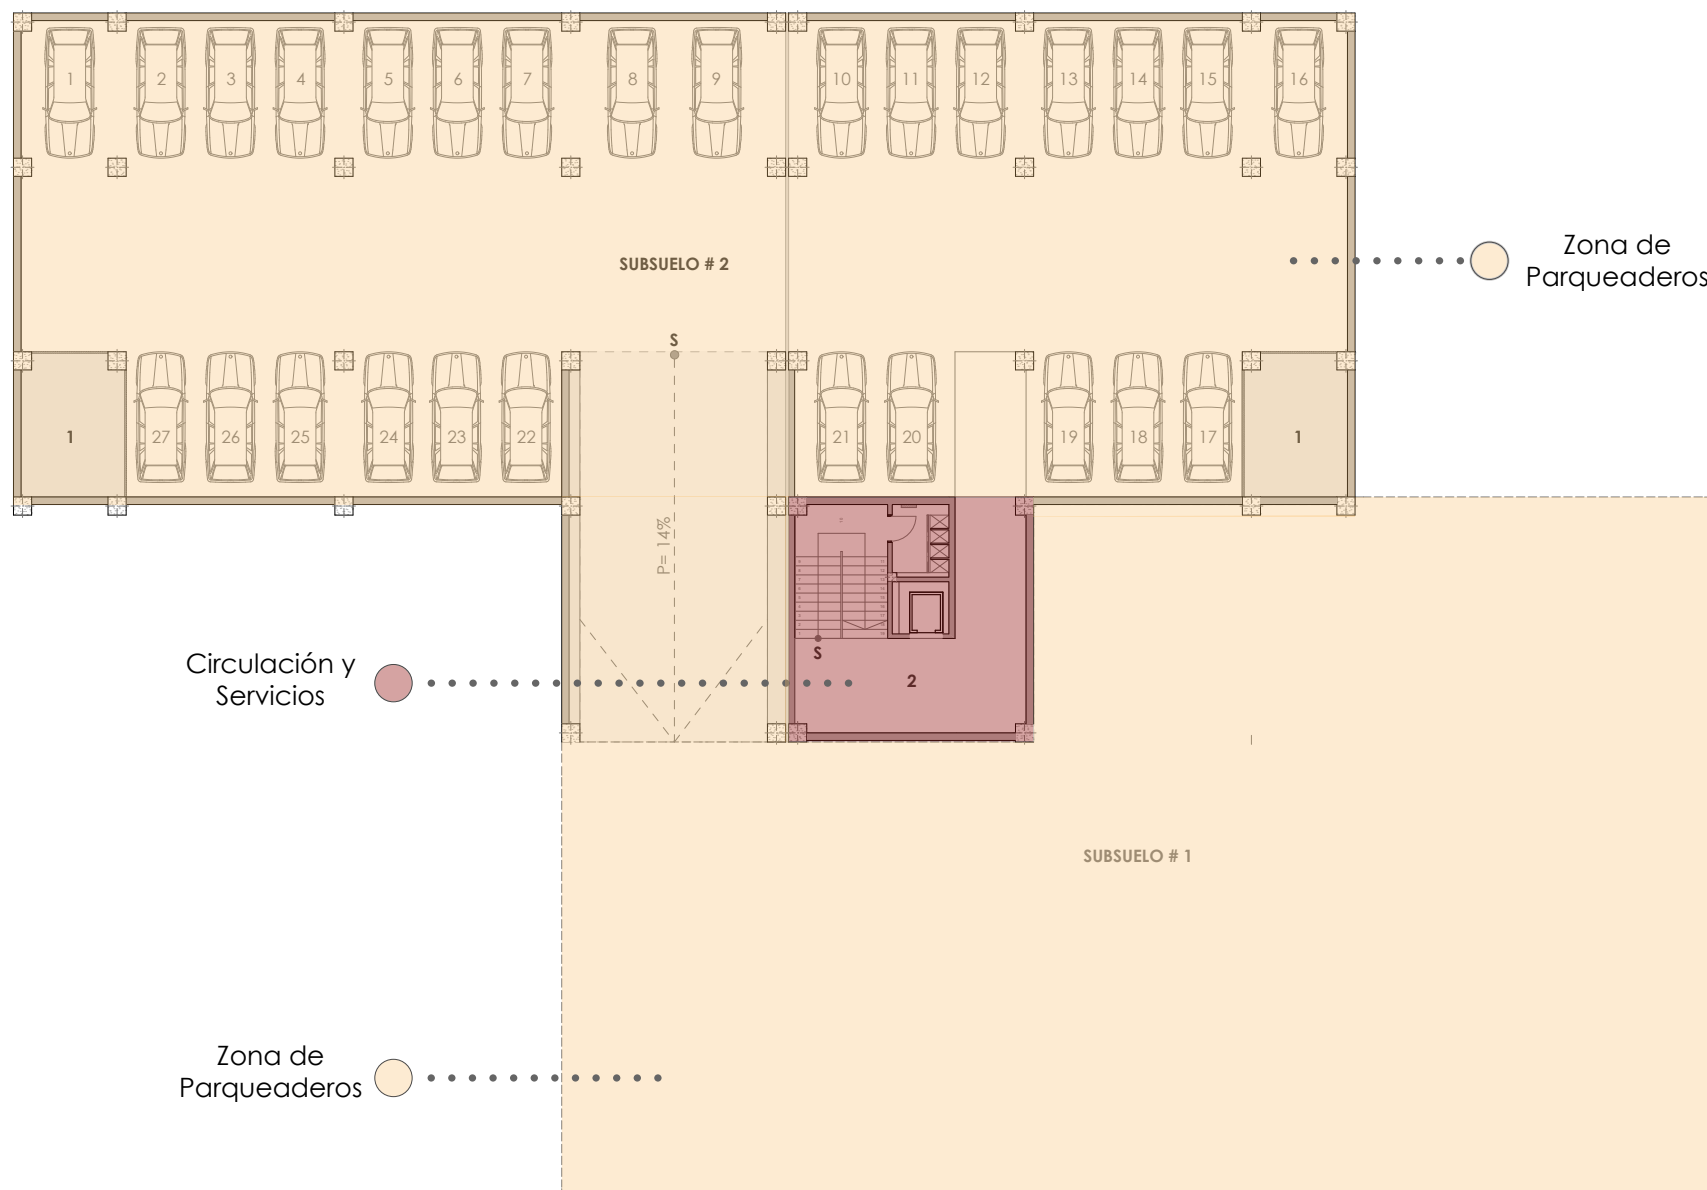 1 2 3 4 5 6 7 8 9 10 11 12 13 14 15 16
Zona de
Parqueaderos
SUBSUELO # 2
S
1 27 26 25 24 23 22 21 20 19 18 17 1
P= 14%
S
2
Circulación y
Servicios
SUBSUELO # 1
Zona de
Parqueaderos